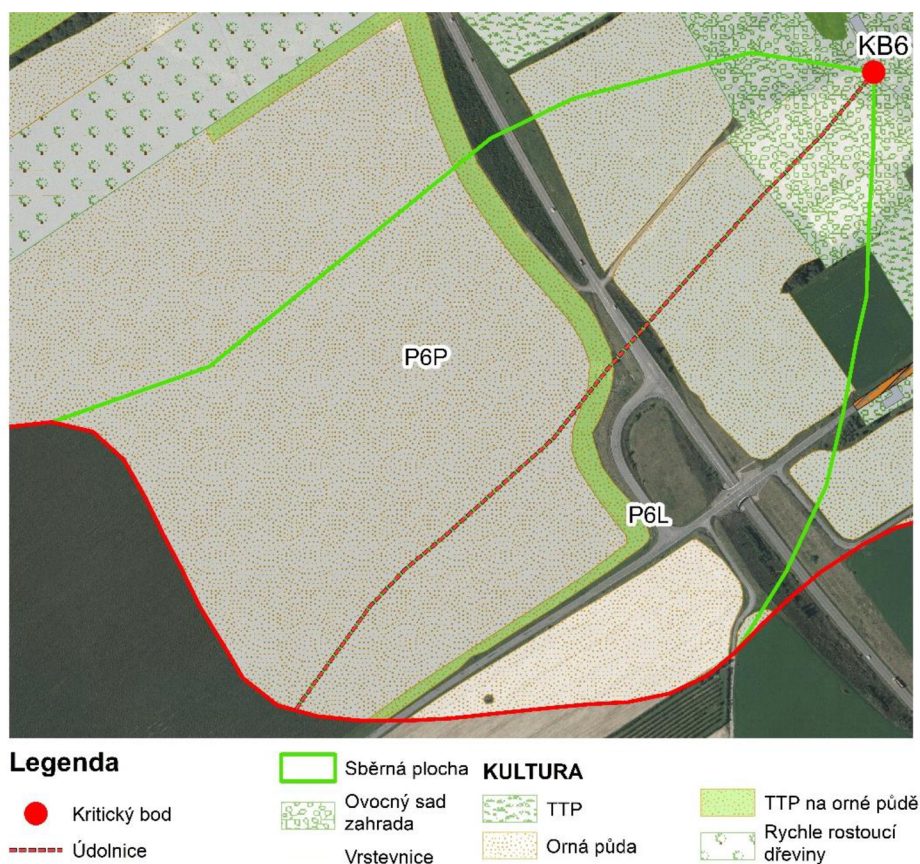 KB6
P6P
P6L
Legenda
Kritický bod
Údolnice
Sběrná plocha
Ovocný sad
zahrada
Vrstevnice
KULTURA
TTP
Orná půda
TTP na orné půdě
Rychle rostoucí
dřeviny